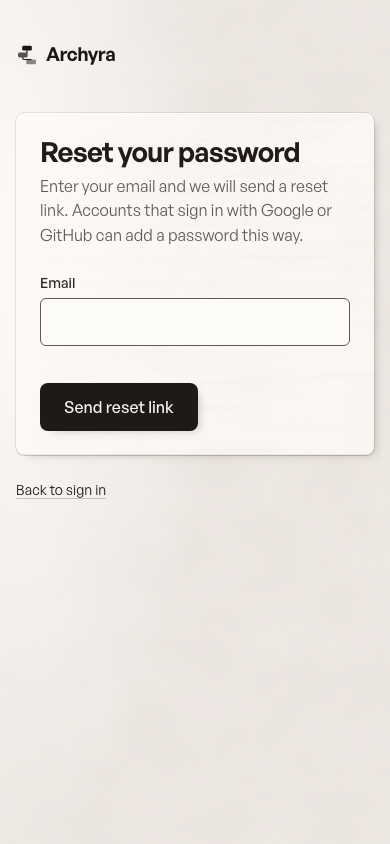 Archyra
Reset your password
Enter your email and we will send a reset
link. Accounts that sign in with Google or
GitHub can add a password this way.
Email
Send reset link
Back to sign in